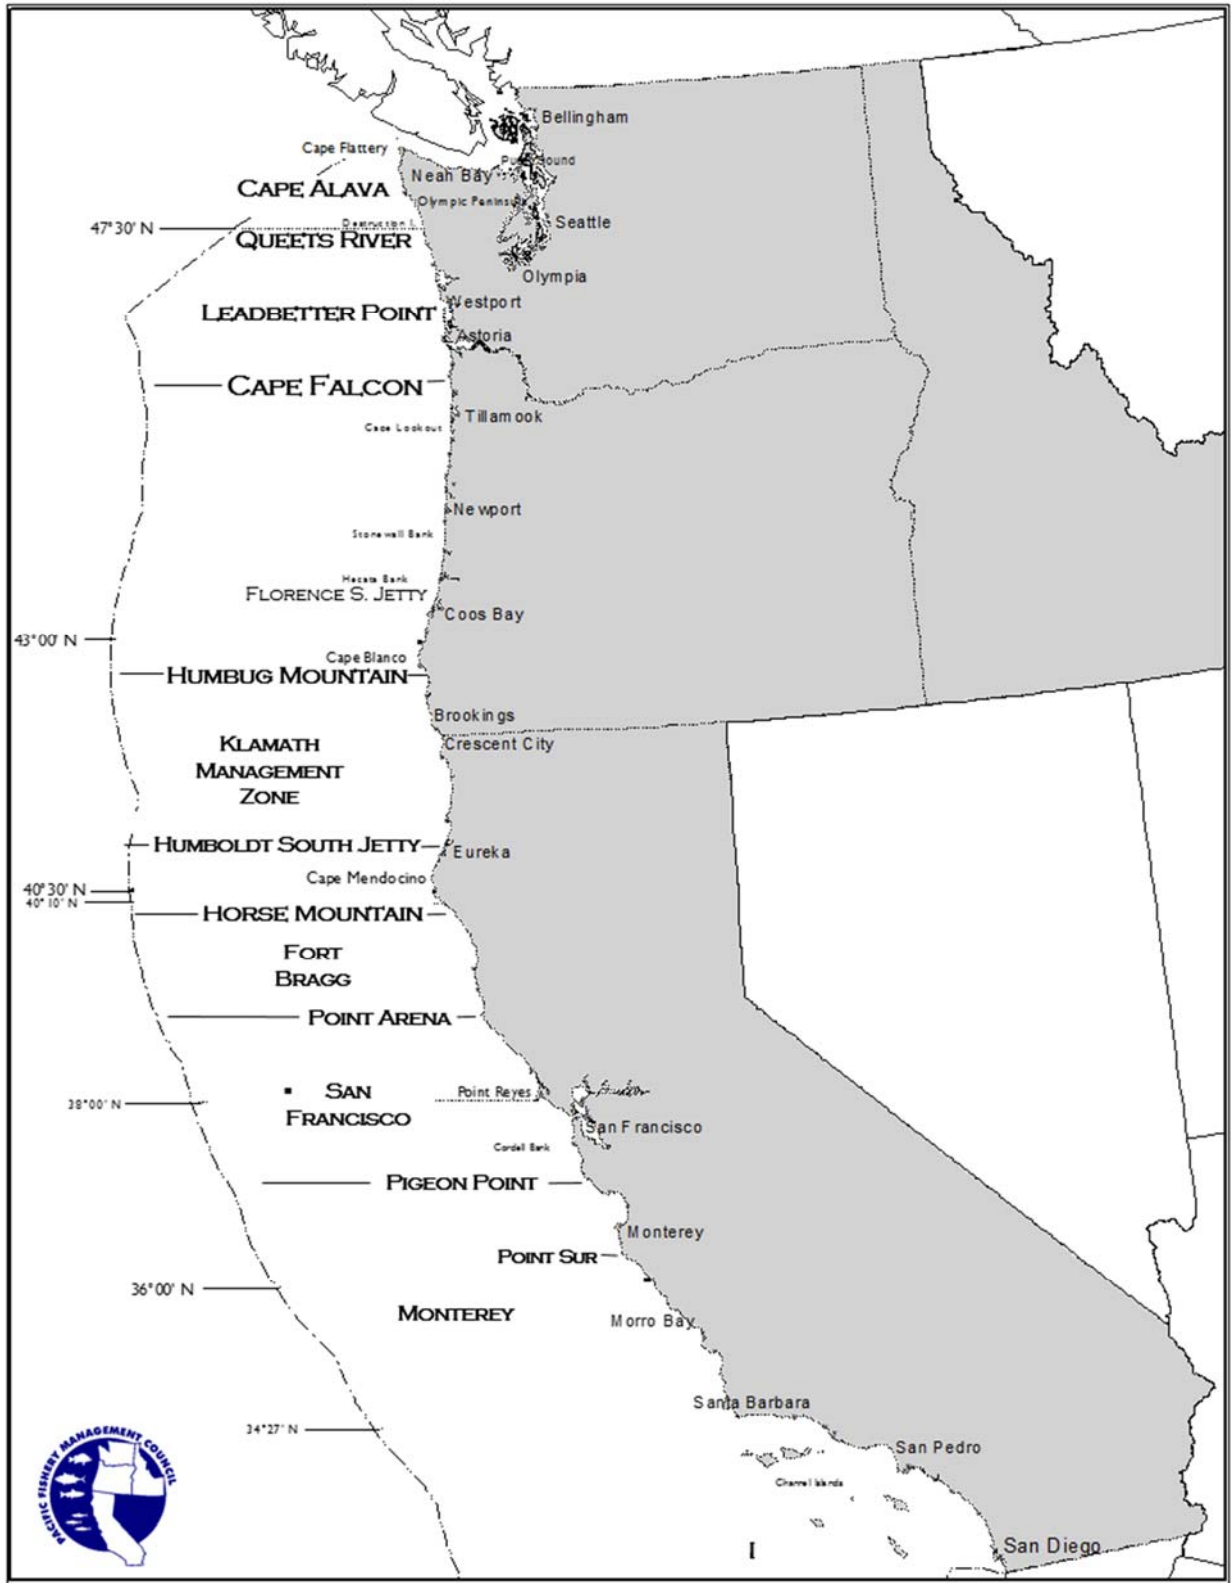 Bellingham
Cape Flattery
Puget Sound
Neah Bay
CAPE ALAVA
Olympic Peninsula
Destruction I.
Seattle
47°30' N
QUEETS RIVER
Olympia
Westport
LEADBETTER POINT
Astoria
CAPE FALCON
Tillamook
Cape Lookout
Newport
Stonewall Bank
Heceta Bank
FLORENCE S. JETTY
Coos Bay
43°00' N
Cape Blanco
HUMBUG MOUNTAIN
Brookings
KLAMATH
MANAGEMENT
ZONE
Crescent City
HUMBOLDT SOUTH JETTY
Eureka
Cape Mendocino
40°30' N
40°10' N
HORSE MOUNTAIN
FORT
BRAGG
POINT ARENA
SAN
FRANCISCO
Point Reyes
38°00' N
San Francisco
Cordell Bank
PIGEON POINT
Monterey
POINT SUR
36°00' N
MONTEREY
Morro Bay
Santa Barbara
34°27' N
San Pedro
Channel Islands
San Diego
PACIFIC FISHERY MANAGEMENT COUNCIL